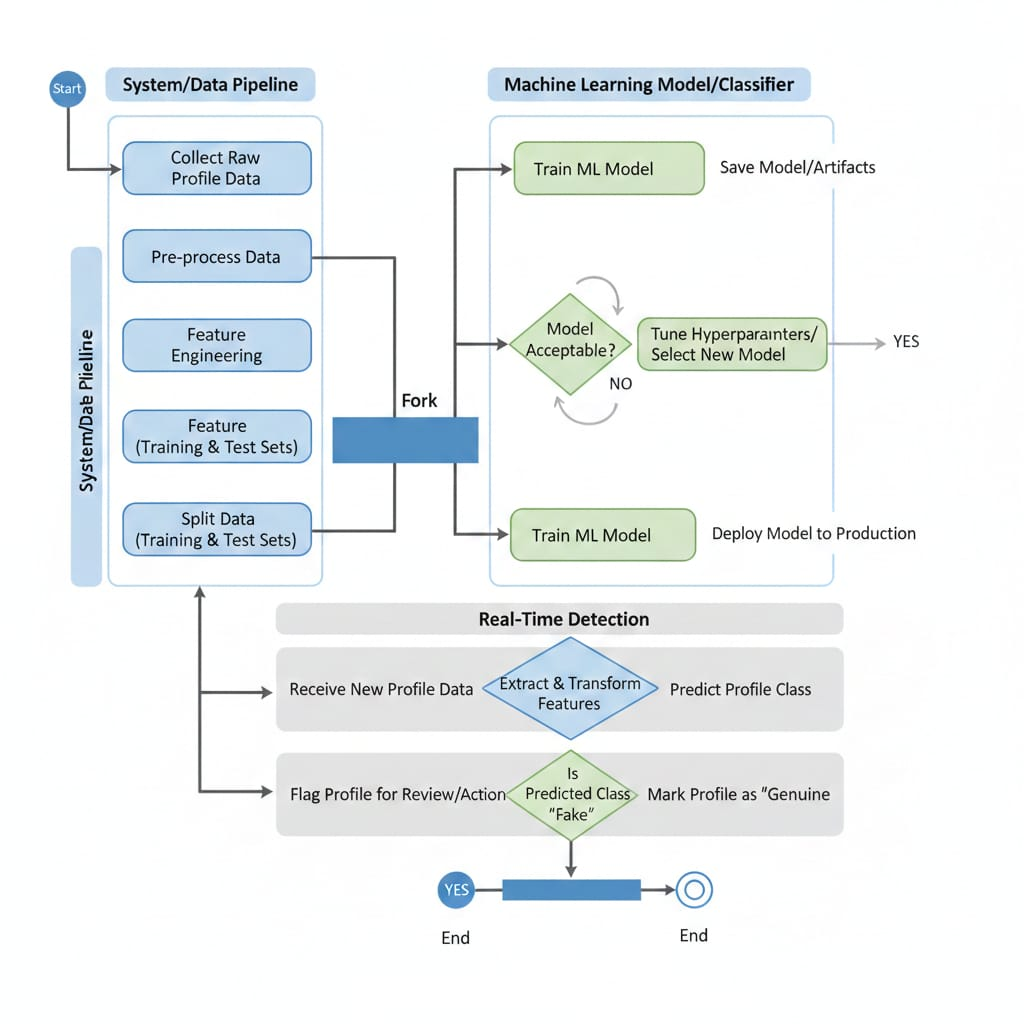 Start
System/Data Pipeline
Collect Raw
Profile Data
Pre-process Data
Feature
Engineering
Feature
(Training & Test Sets)
Split Data
(Training & Test Sets)
System/Date Plielline
Fork
Machine Learning Model/Classifier
Train ML Model
Save Model/Artifacts
Model
Acceptable?
NO
Tune Hyperparamters/
Select New Model
YES
Train ML Model
Deploy Model to Production
Real-Time Detection
Receive New Profile Data
Extract & Transform
Features
Predict Profile Class
Flag Profile for Review/Action
Is
Predicted Class
"Fake"
Mark Profile as "Genuine
YES
End
End